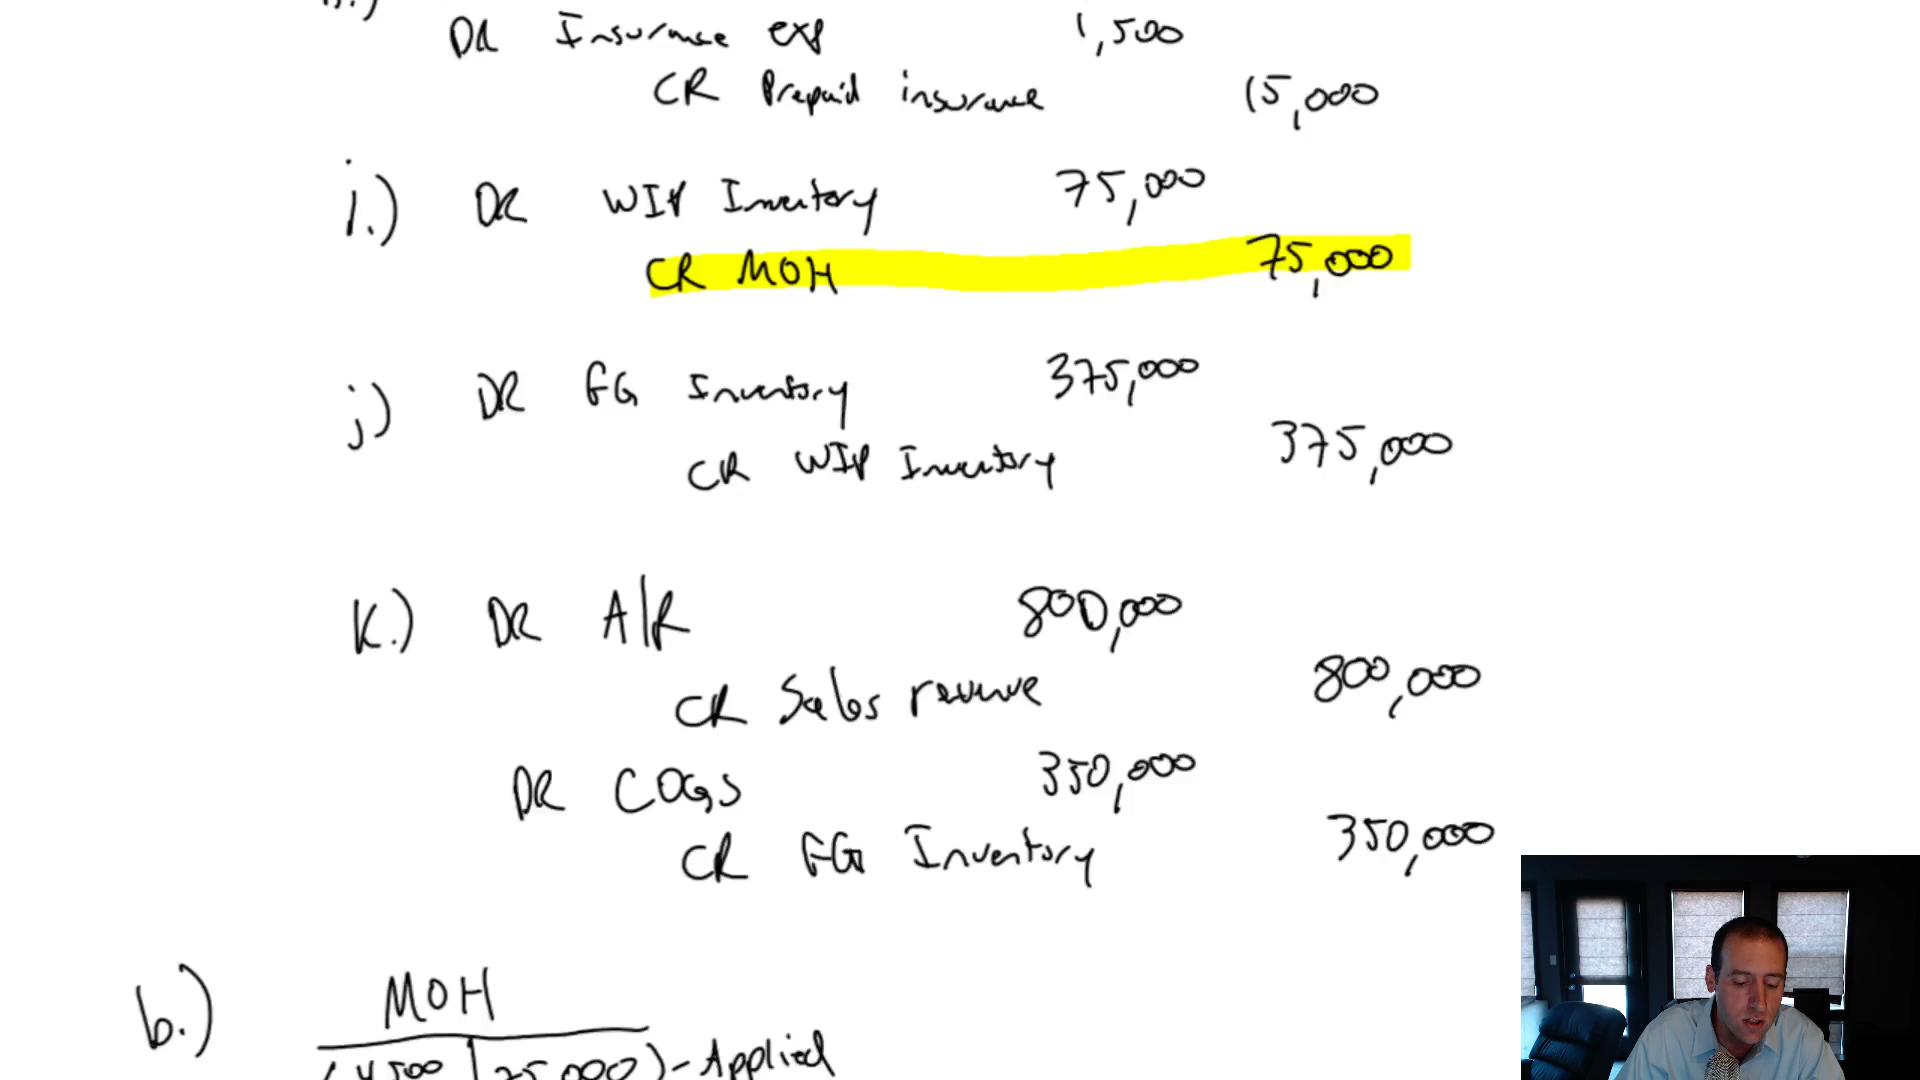 DR Insurance exp 1,500
CR Prepaid insurance 15,000
i.) DR WIP Inventory 75,000
CR MOH 75,000
j) DR FG Inventory 375,000
CR WIP Inventory 375,000
K.) DR A/R 800,000
CR Sales revenue 800,000
DR COGS 350,000
CR FG Inventory 350,000
b.) MOH
75,000 ) - Applied